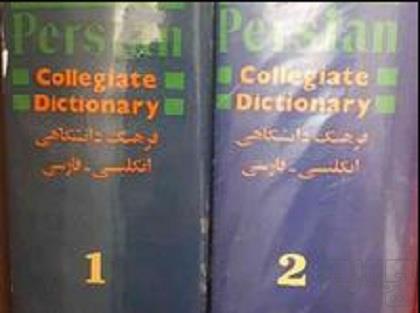 Persian
Collegiate
Dictionary
فرهنگ دانشگاهی
انگلیسی - فارسی
1
Persian
Collegiate
Dictionary
فرهنگ دانشگاهی
انگلیسی - فارسی
2